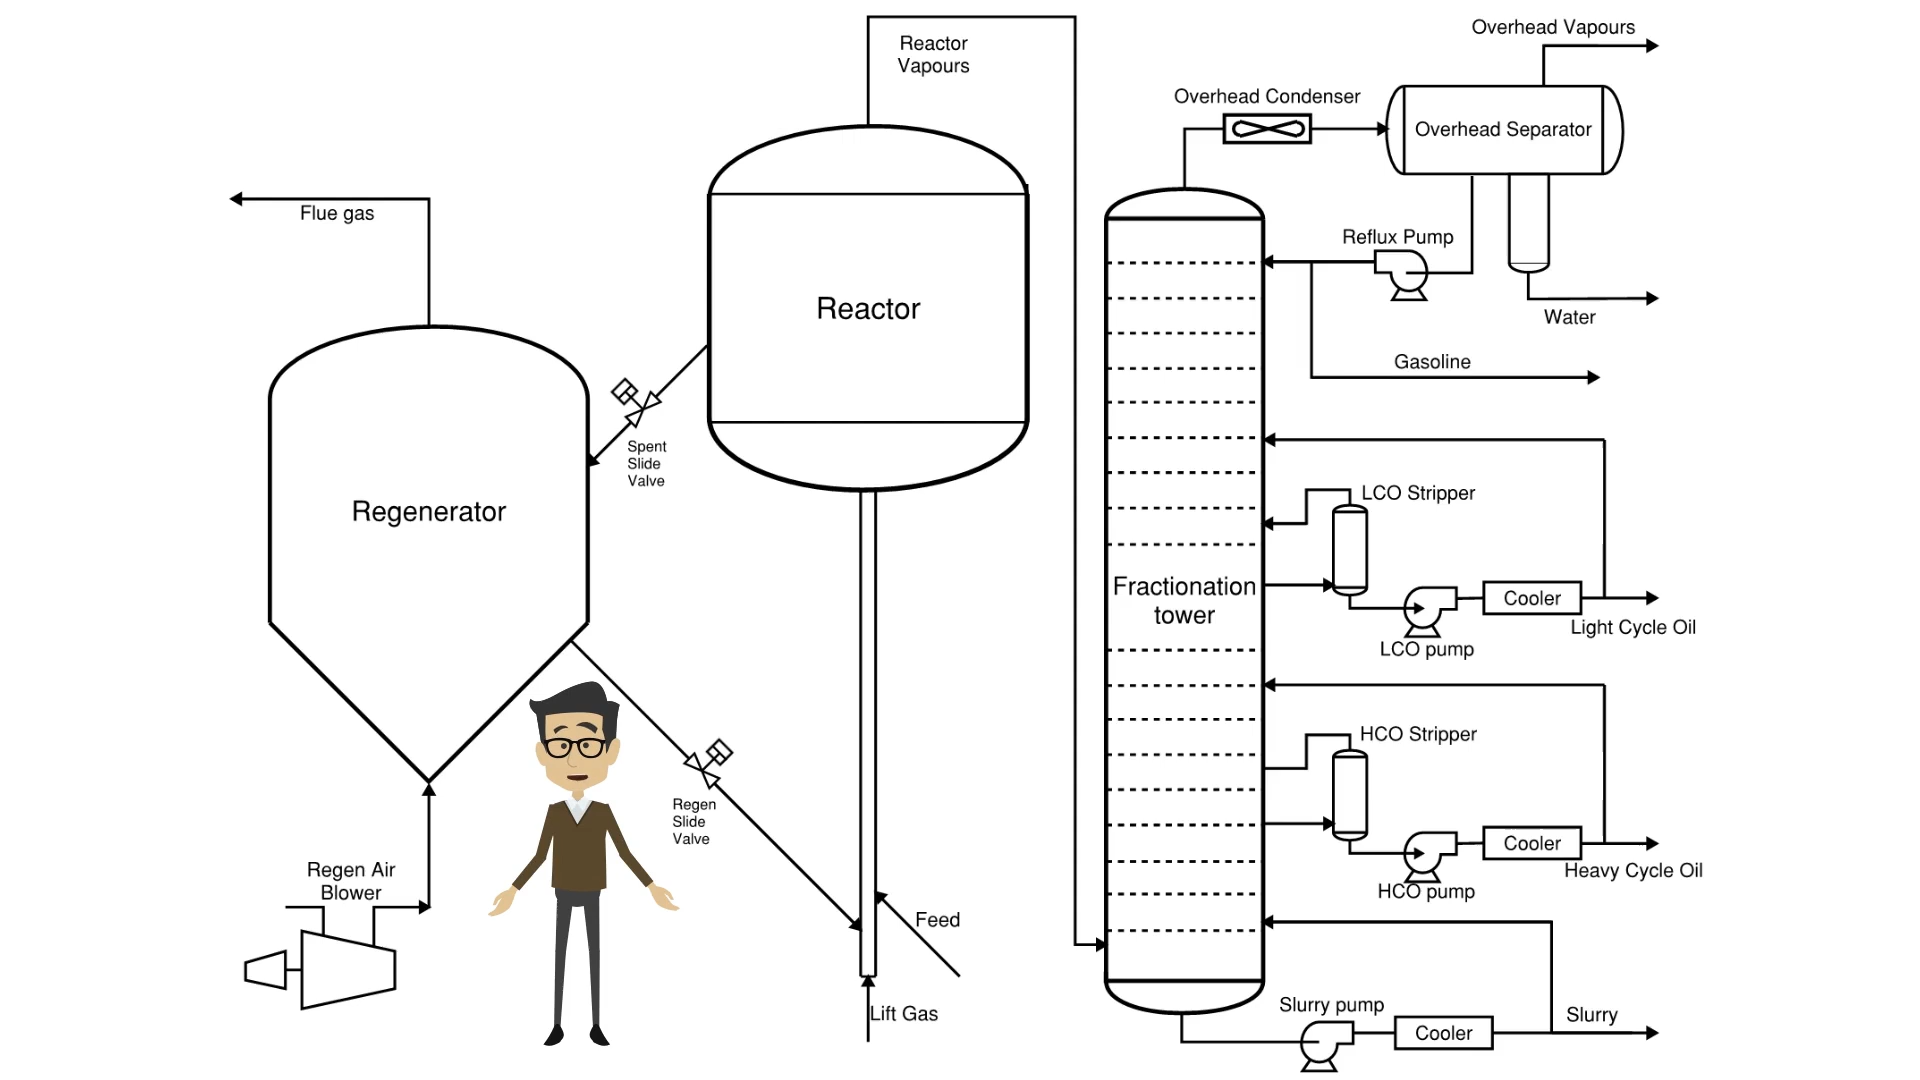 Overhead Vapours
Reactor
Vapours
Overhead Condenser
Overhead Separator
Flue gas
Reflux Pump
Reactor
Water
Gasoline
Spent
Slide
Valve
LCO Stripper
Regenerator
Fractionation
tower
Cooler
Light Cycle Oil
LCO pump
HCO Stripper
Regen
Slide
Valve
Cooler
Heavy Cycle Oil
HCO pump
Regen Air
Blower
Feed
Lift Gas
Slurry pump
Slurry
Cooler